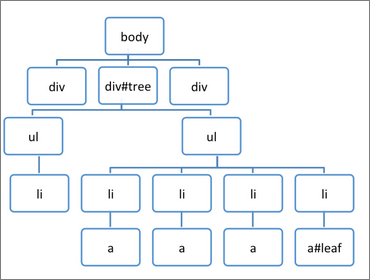 body
div div#tree div
ul ul
li li li li li
a a a a#leaf